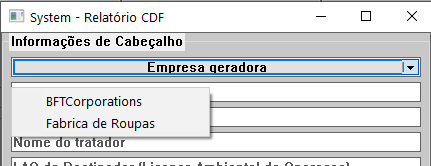 System - Relatório CDF
Informações de Cabeçalho
Empresa geradora
BFTCorporations
Fabrica de Roupas
Nome do tratador